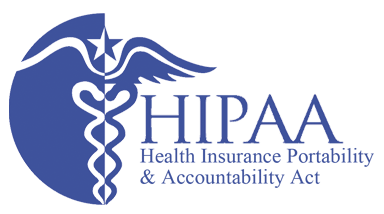 HIPAA
Health Insurance Portability
& Accountability Act